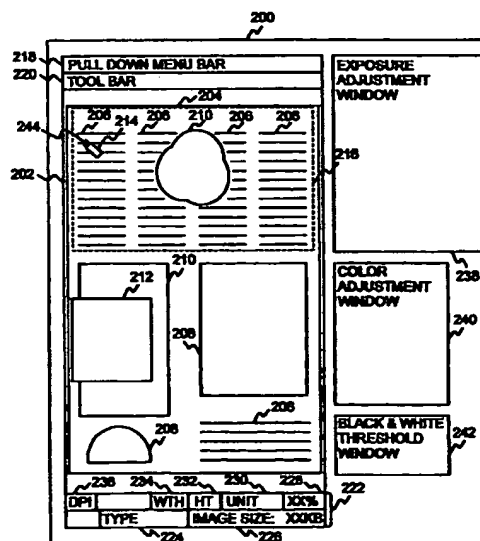 200
218
PULL DOWN MENU BAR
220
TOOL BAR
EXPOSURE
ADJUSTMENT
WINDOW
204
206
214
206
210
206
206
244
202
216
238
210
212
208
COLOR
ADJUSTMENT
WINDOW
240
206
208
BLACK & WHITE
THRESHOLD
WINDOW
242
236
234
232
230
228
DPI WTH HT UNIT XX%
222
TYPE IMAGE SIZE: XXKB
224
226